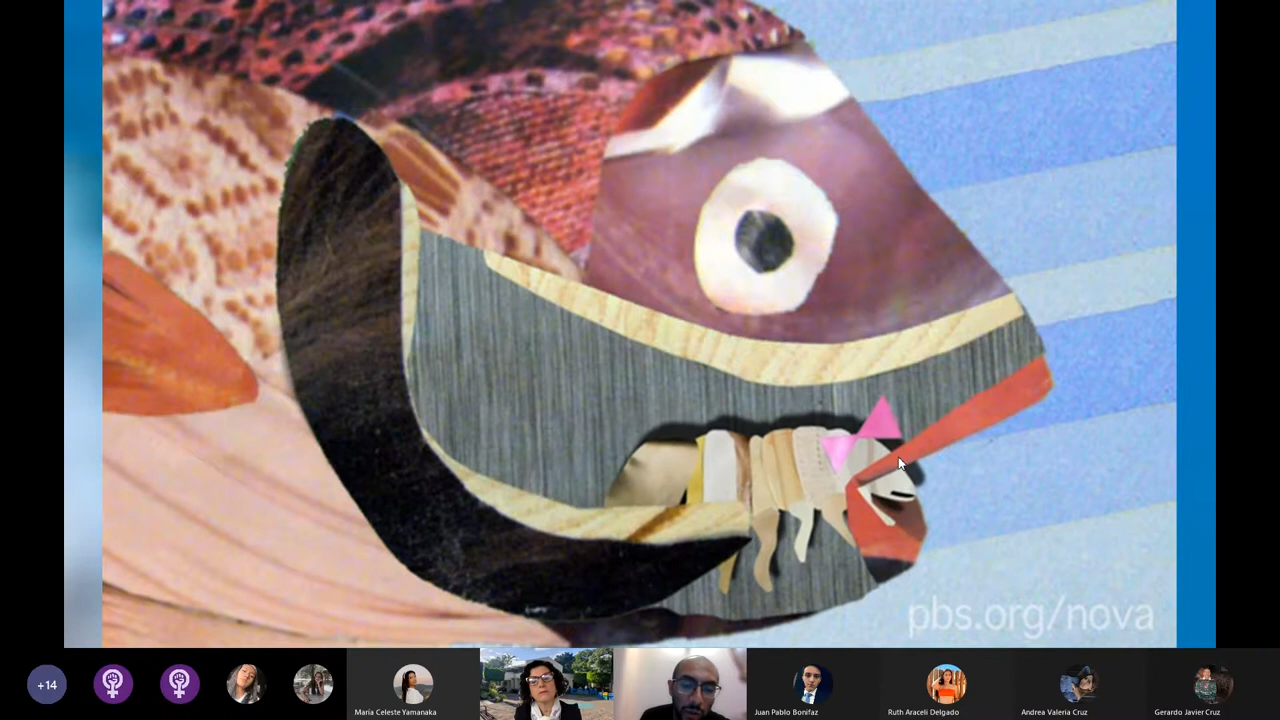 pbs.org/nova
+14
María Celeste Yamanaka
Juan Pablo Bonifaz
Ruth Araceli Delgado
Andrea Valeria Cruz
Gerardo Javier Cruz